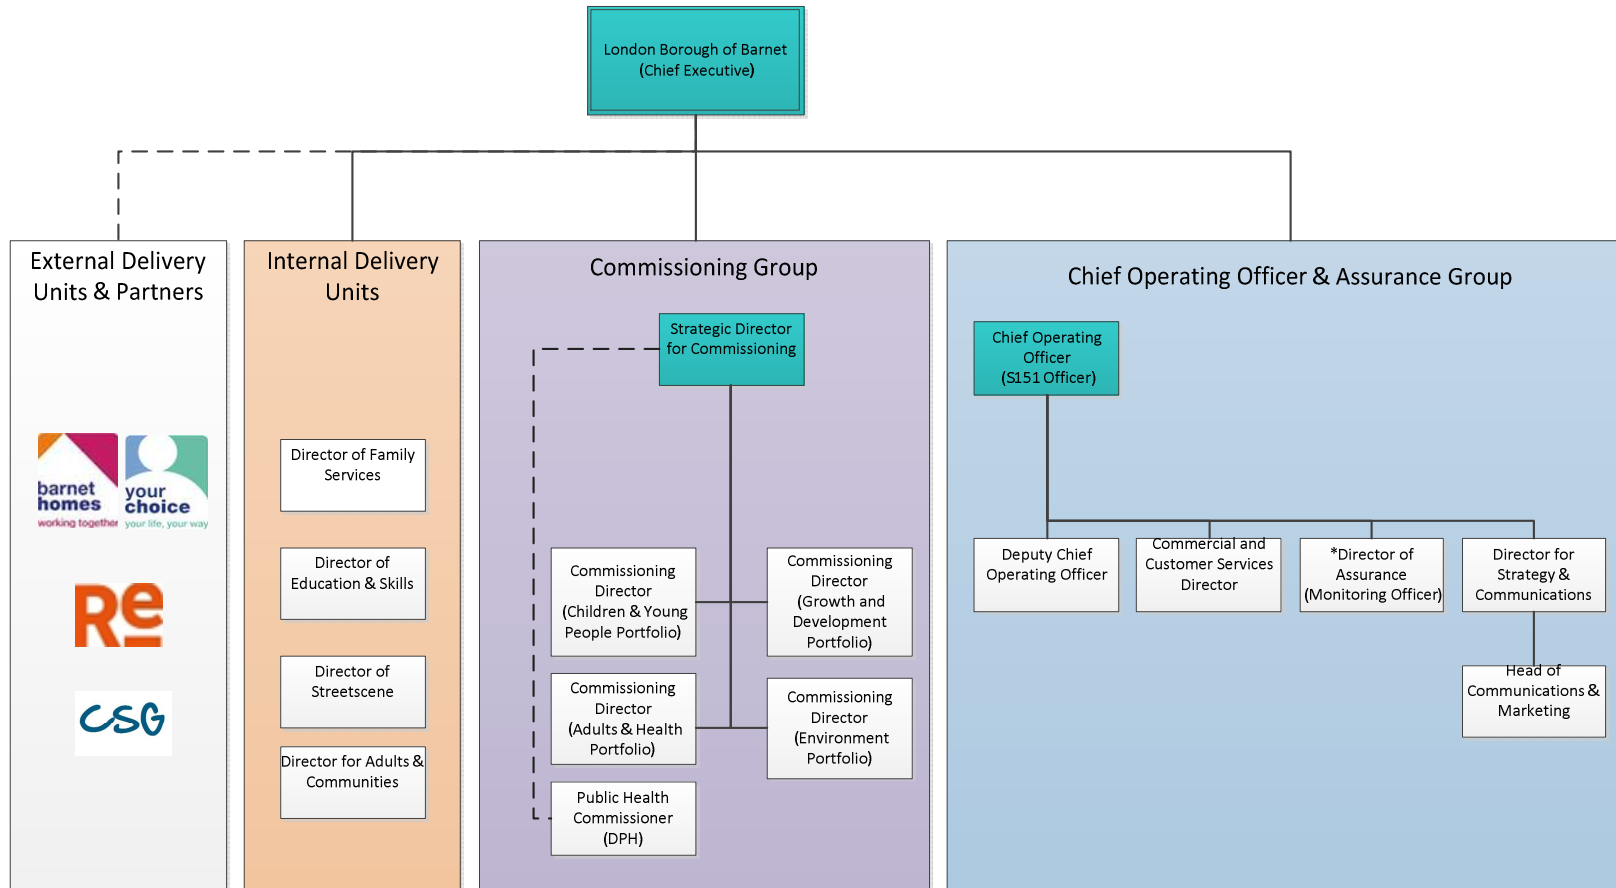 London Borough of Barnet
(Chief Executive)
External Delivery
Units & Partners
barnet
homes
working together
your
choice
your life, your way
Re
CSG
Internal Delivery
Units
Director of Family
Services
Director of
Education & Skills
Director of
Streetscene
Director for Adults &
Communities
Commissioning Group
Strategic Director
for Commissioning
Commissioning
Director
(Children & Young
People Portfolio)
Commissioning
Director
(Growth and
Development
Portfolio)
Commissioning
Director
(Adults & Health
Portfolio)
Commissioning
Director
(Environment
Portfolio)
Public Health
Commissioner
(DPH)
Chief Operating Officer & Assurance Group
Chief Operating
Officer
(S151 Officer)
Deputy Chief
Operating Officer
Commercial and
Customer Services
Director
*Director of
Assurance
(Monitoring Officer)
Director for
Strategy &
Communications
Head of
Communications &
Marketing